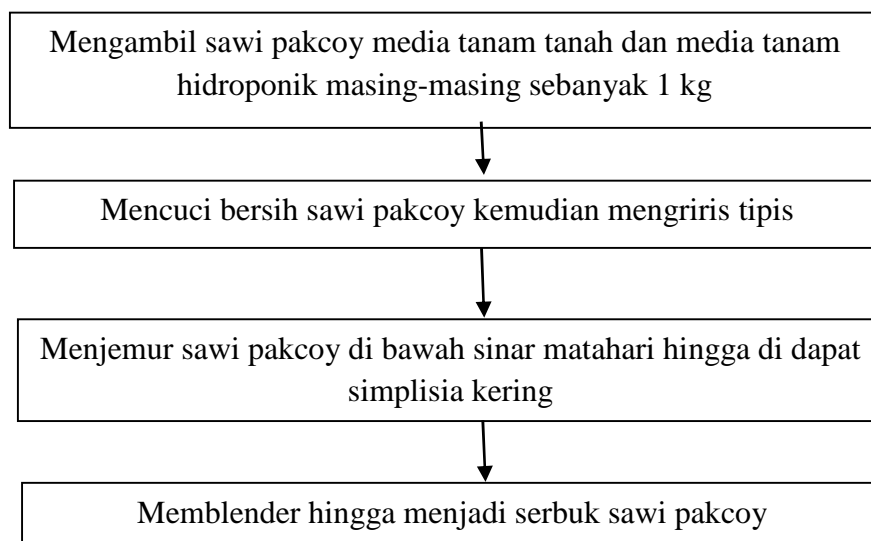 Mengambil sawi pakcoy media tanam tanah dan media tanam
hidroponik masing-masing sebanyak 1 kg
Mencuci bersih sawi pakcoy kemudian mengriris tipis
Menjemur sawi pakcoy di bawah sinar matahari hingga di dapat
simplisia kering
Memblender hingga menjadi serbuk sawi pakcoy